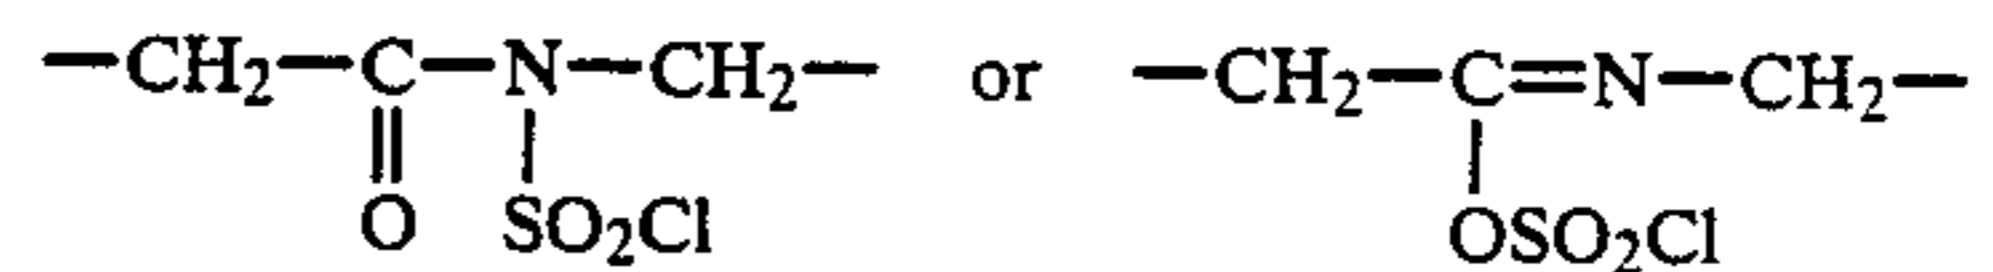 —CH₂—C—N—CH₂— or —CH₂—C=N—CH₂—
O SO₂Cl OSO₂Cl